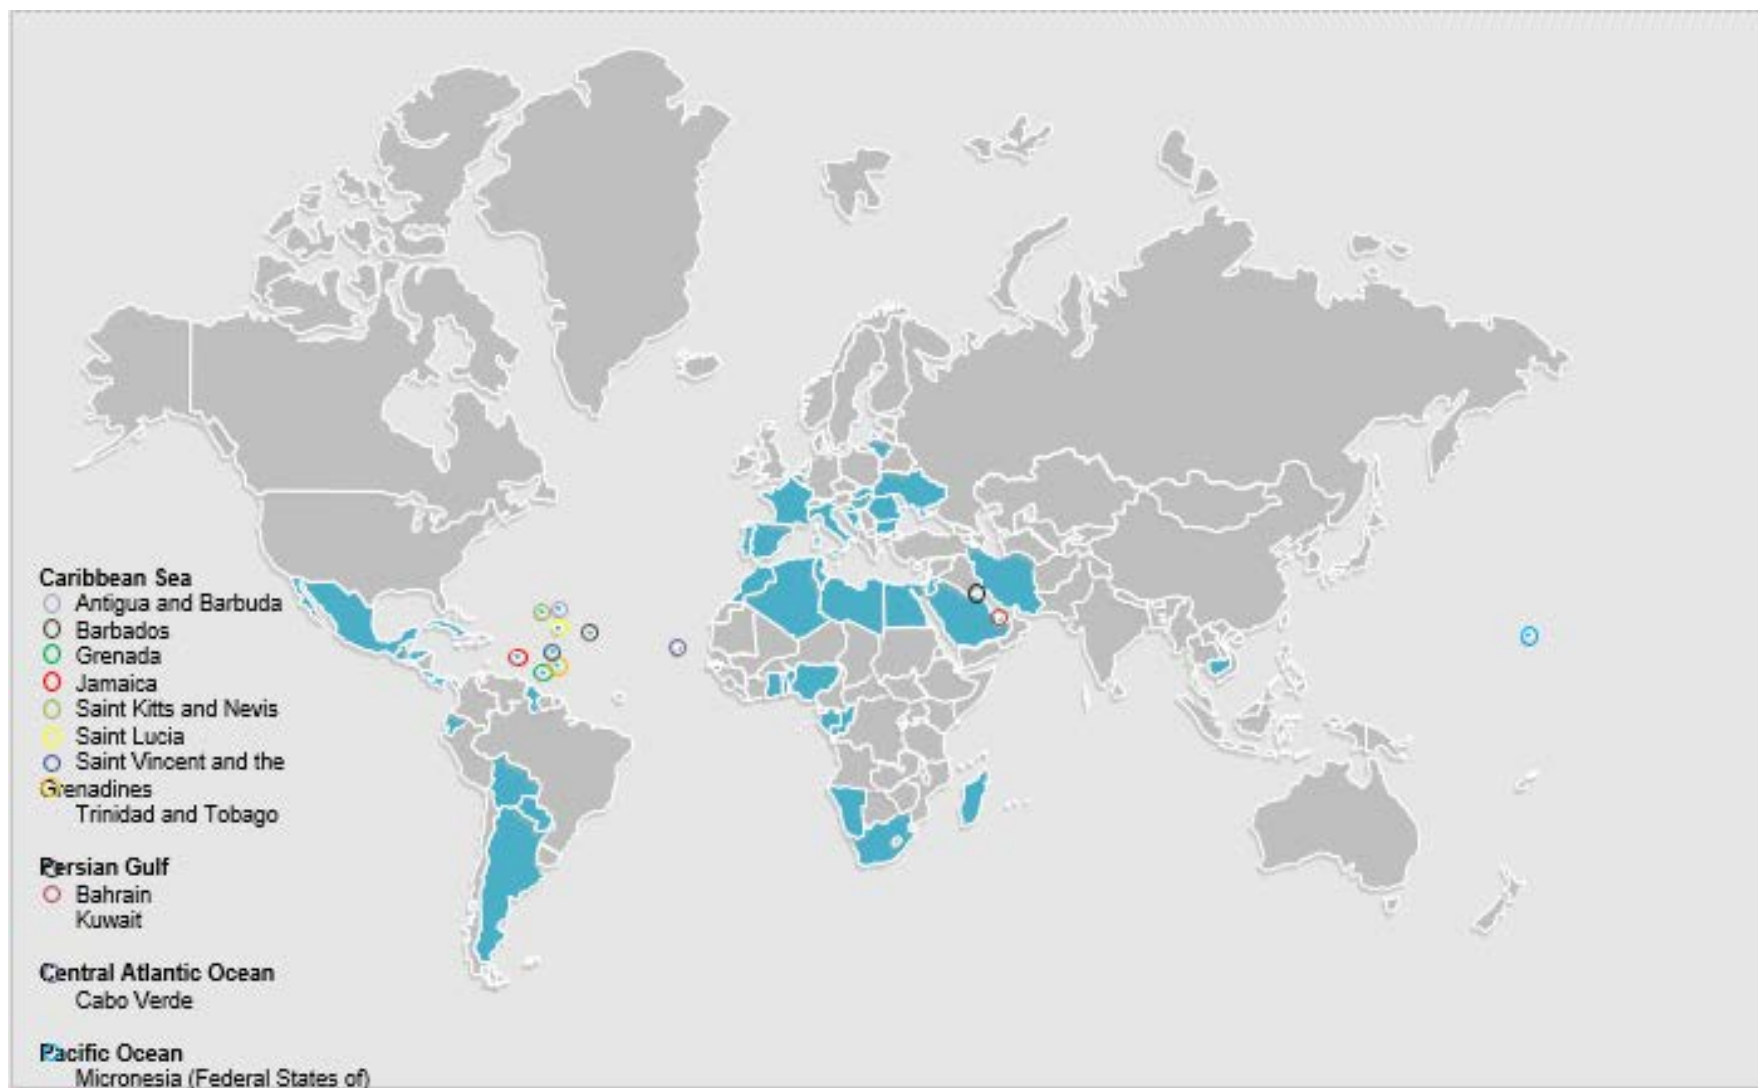 Caribbean Sea
Antigua and Barbuda
Barbados
Grenada
Jamaica
Saint Kitts and Nevis
Saint Lucia
Saint Vincent and the
Grenadines
Trinidad and Tobago
Persian Gulf
Bahrain
Kuwait
Central Atlantic Ocean
Cabo Verde
Pacific Ocean
Micronesia (Federal States of)